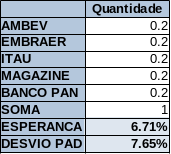 Quantidade
AMBEV 0.2
EMBRAER 0.2
ITAU 0.2
MAGAZINE 0.2
BANCO PAN 0.2
SOMA 1
ESPERANCA 6.71%
DESVIO PAD 7.65%